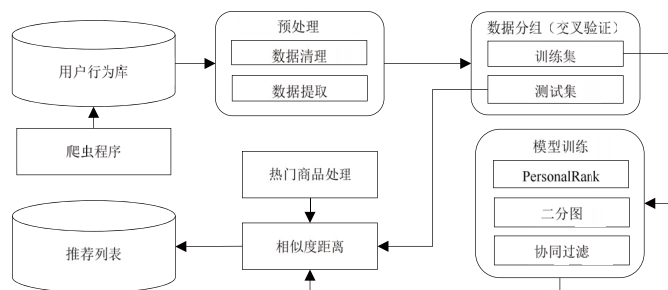 预处理
数据清理
数据提取
用户行为库
爬虫程序
数据分组（交叉验证）
训练集
测试集
模型训练
PersonalRank
二分图
协同过滤
热门商品处理
相似度距离
推荐列表